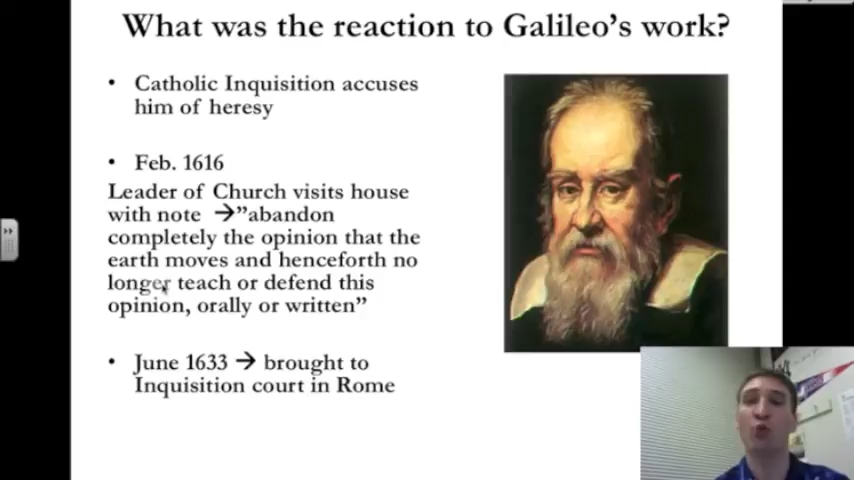 What was the reaction to Galileo's work?
• Catholic Inquisition accuses
him of heresy
• Feb. 1616
Leader of Church visits house
with note →"abandon
completely the opinion that the
earth moves and henceforth no
longer teach or defend this
opinion, orally or written"
• June 1633 → brought to
Inquisition court in Rome